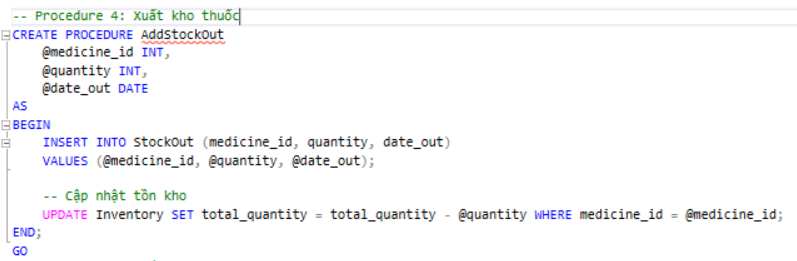 -- Procedure 4: Xuất kho thuốc
CREATE PROCEDURE AddStockOut
    @medicine_id INT,
    @quantity INT,
    @date_out DATE
AS
BEGIN
    INSERT INTO StockOut (medicine_id, quantity, date_out)
    VALUES (@medicine_id, @quantity, @date_out);
    -- Cập nhật tồn kho
    UPDATE Inventory SET total_quantity = total_quantity - @quantity WHERE medicine_id = @medicine_id;
END;
GO